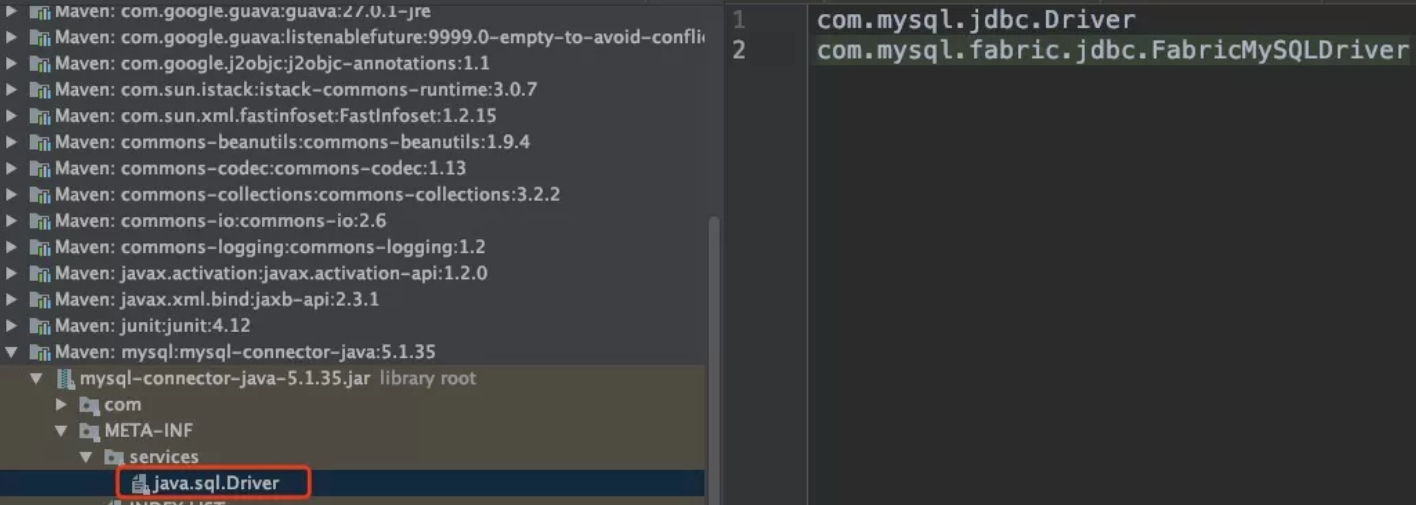 Maven: com.google.guava:guava:27.0.1-jre
Maven: com.google.guava:listenablefuture:9999.0-empty-to-avoid-conflic
Maven: com.google.j2objc:j2objc-annotations:1.1
Maven: com.sun.istack:istack-commons-runtime:3.0.7
Maven: com.sun.xml.fastinfoset:FastInfoset:1.2.15
Maven: commons-beanutils:commons-beanutils:1.9.4
Maven: commons-codec:commons-codec:1.13
Maven: commons-collections:commons-collections:3.2.2
Maven: commons-io:commons-io:2.6
Maven: commons-logging:commons-logging:1.2
Maven: javax.activation:javax.activation-api:1.2.0
Maven: javax.xml.bind:jaxb-api:2.3.1
Maven: junit:junit:4.12
Maven: mysql:mysql-connector-java:5.1.35
mysql-connector-java-5.1.35.jar library root
com
META-INF
services
java.sql.Driver
1 com.mysql.jdbc.Driver
2 com.mysql.fabric.jdbc.FabricMySQLDriver